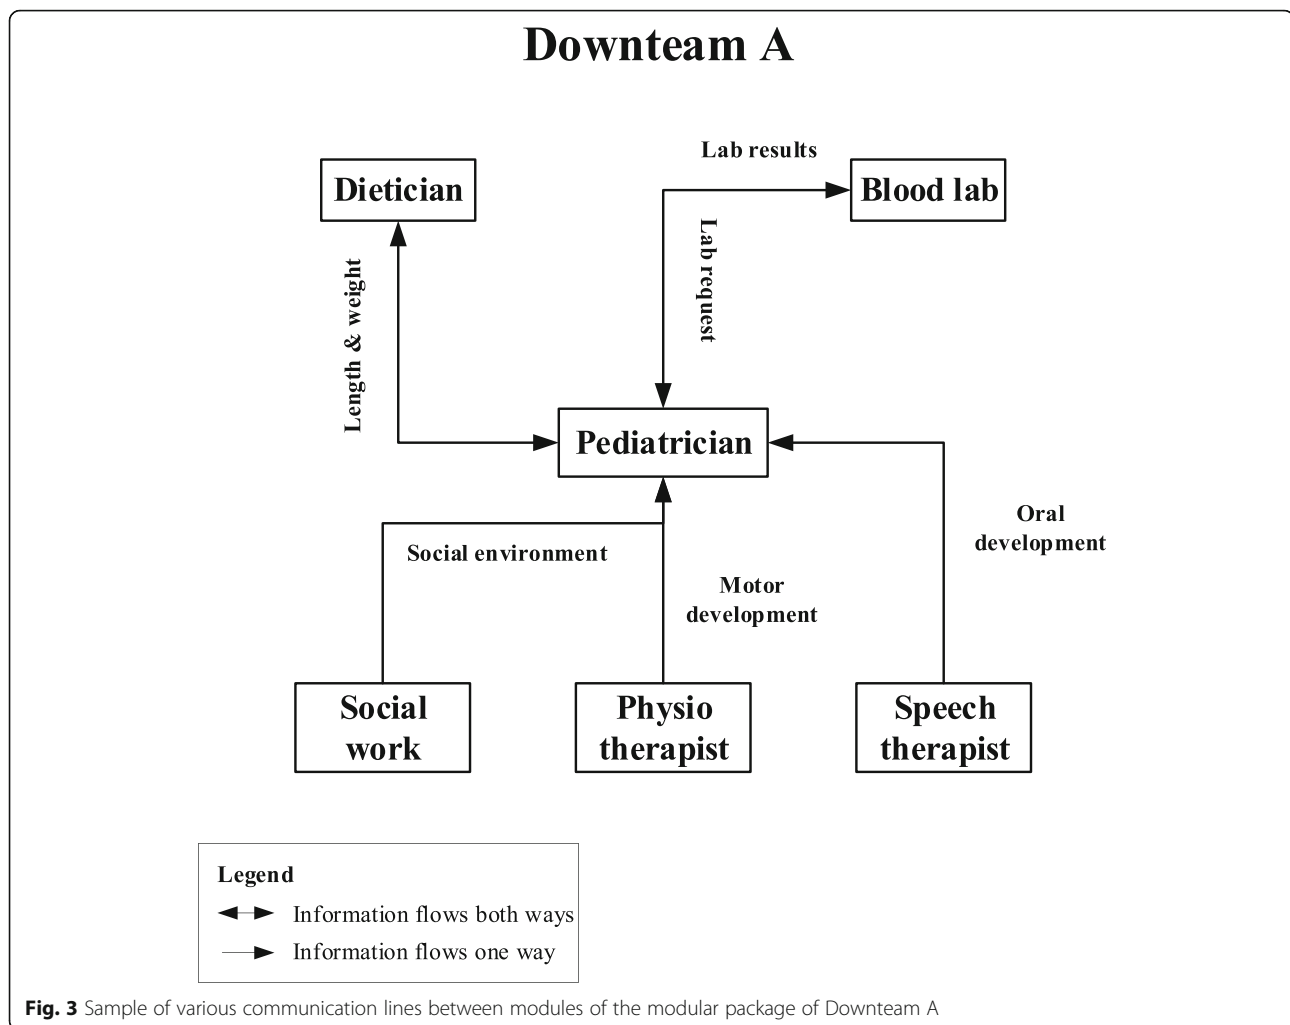 Downteam A
Lab results
Dietician
Blood lab
Lab request
Length & weight
Pediatrician
Oral
development
Social environment
Motor
development
Social
work
Physio
therapist
Speech
therapist
Legend
Information flows both ways
Information flows one way
Fig. 3 Sample of various communication lines between modules of the modular package of Downteam A